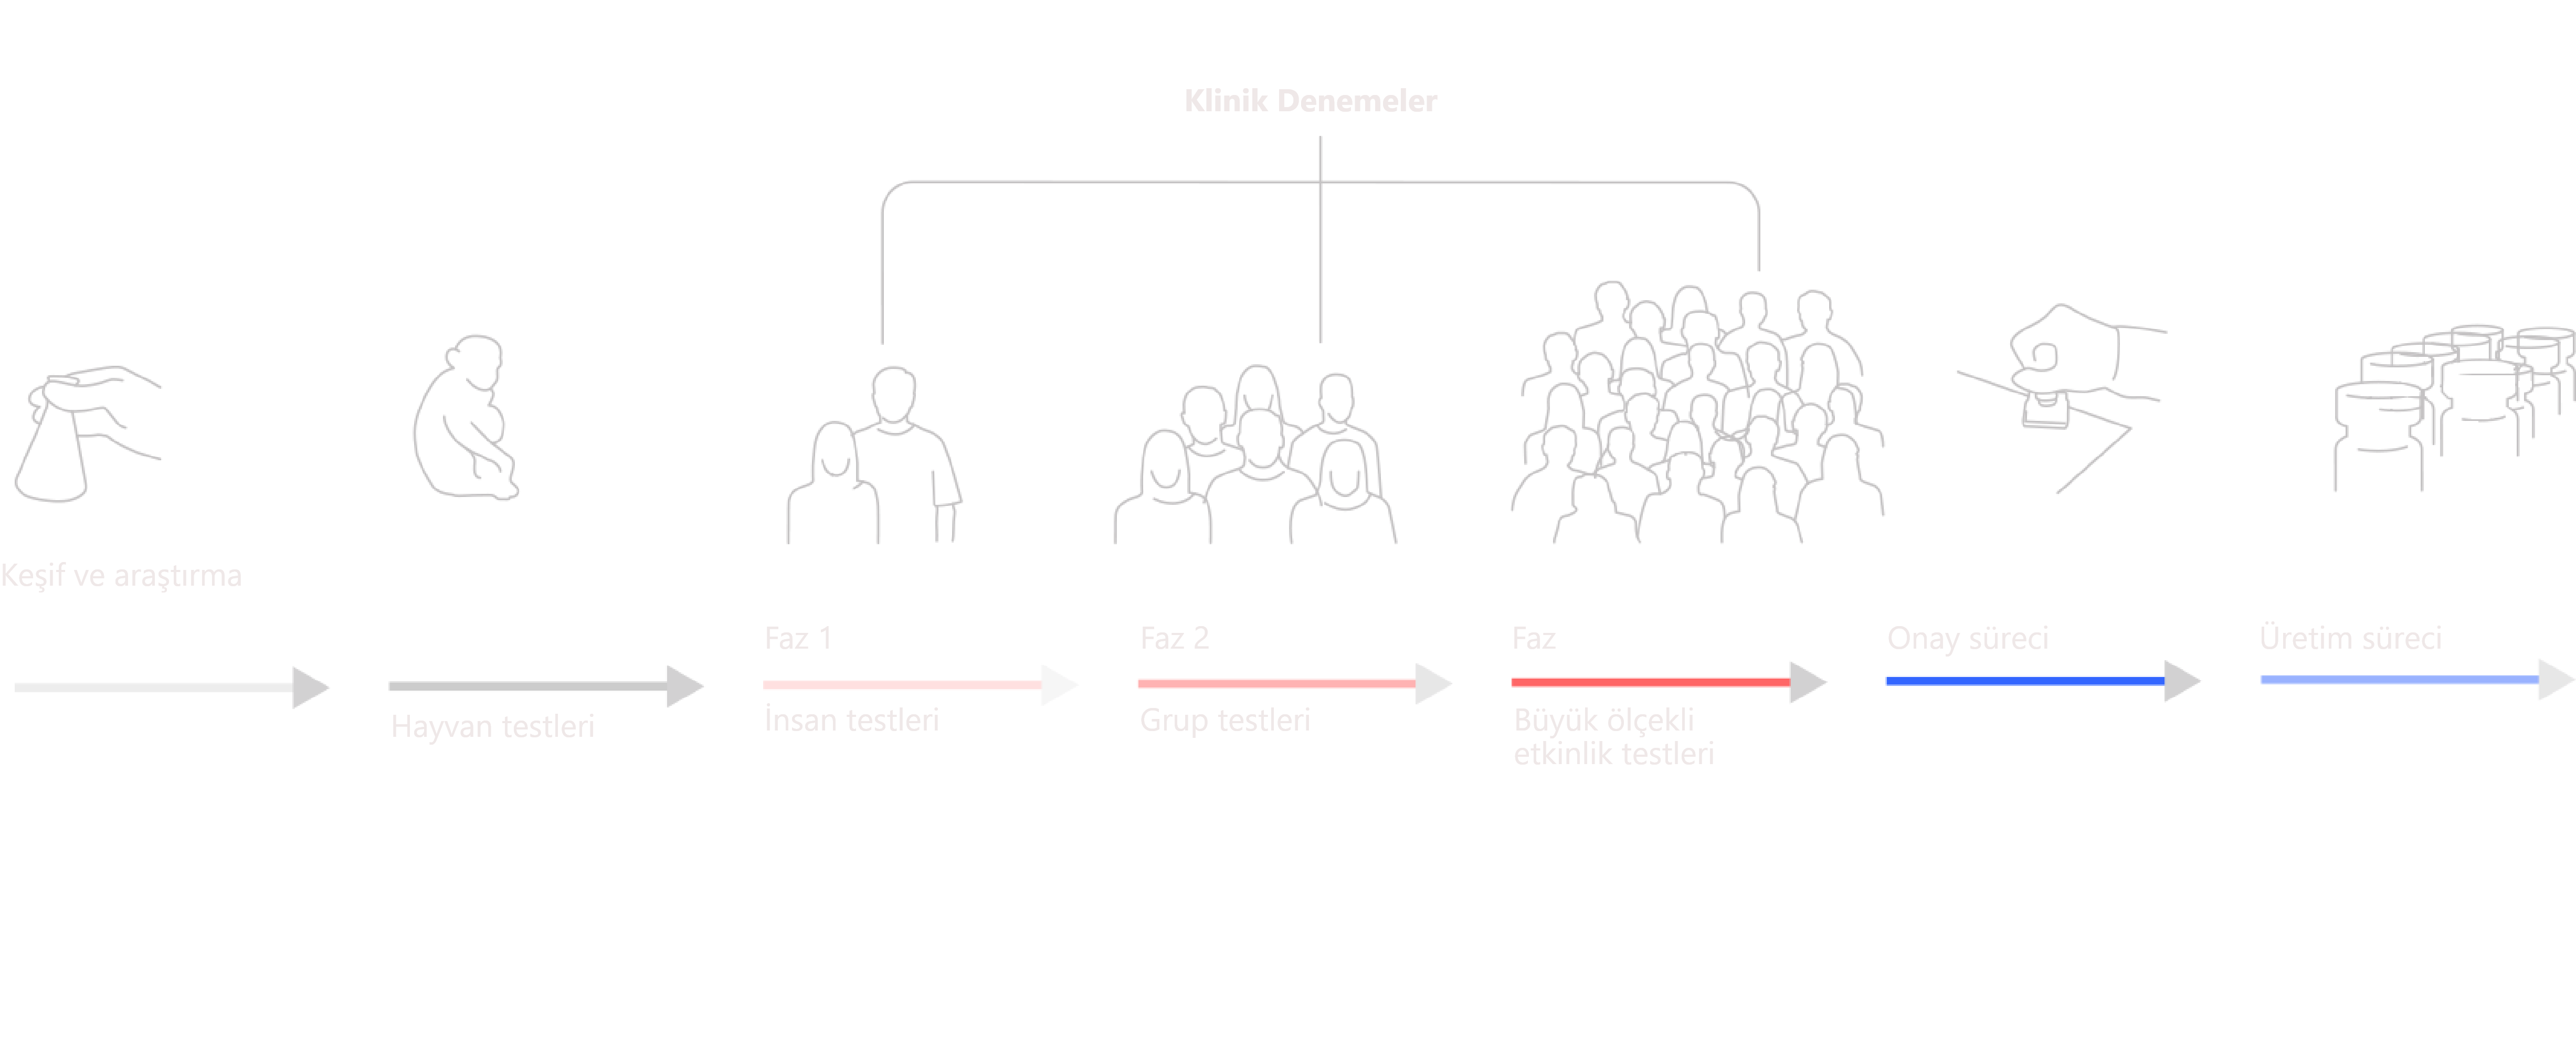 Klinik Denemeler
Keşif ve araştırma
Hayvan testleri
Faz 1
İnsan testleri
Faz 2
Grup testleri
Faz
Büyük ölçekli
etkinlik testleri
Onay süreci
Üretim süreci